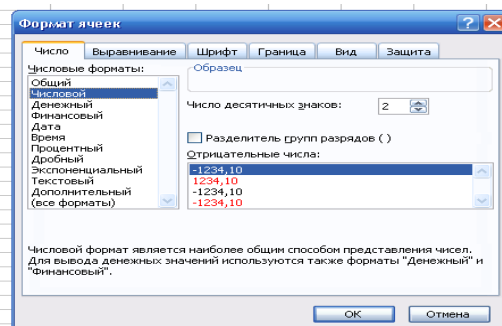 Формат ячеек
Число Выравнивание Шрифт Граница Вид Защита
Числовые форматы:
Общий
Числовой
Денежный
Финансовый
Дата
Время
Процентный
Дробный
Экспоненциальный
Текстовый
Дополнительный
(все форматы)
Образец
Число десятичных знаков: 2
Разделитель групп разрядов ( )
Отрицательные числа:
-1234,10
1234,10
-1234,10
-1234,10
Числовой формат является наиболее общим способом представления чисел.
Для вывода денежных значений используются также форматы "Денежный" и
"Финансовый".
ОК Отмена